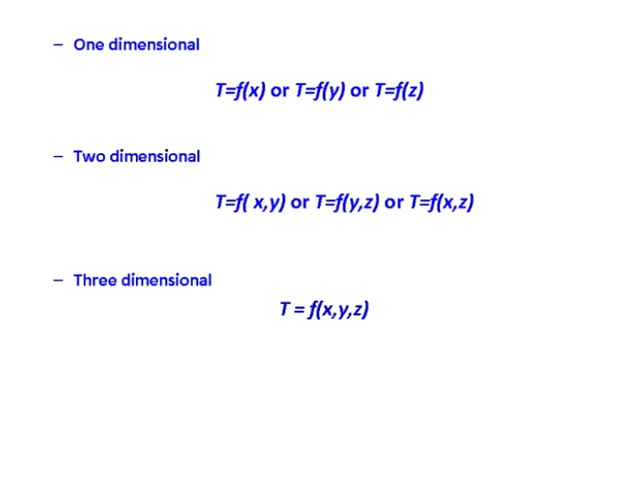 – One dimensional
T=f(x) or T=f(y) or T=f(z)
– Two dimensional
T=f( x,y) or T=f(y,z) or T=f(x,z)
– Three dimensional
T = f(x,y,z)